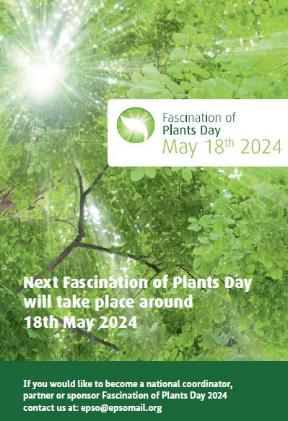 Fascination of
Plants Day
May 18th 2024
Next Fascination of Plants Day
will take place around
18th May 2024
If you would like to become a national coordinator,
partner or sponsor Fascination of Plants Day 2024
contact us at: epso@epsomail.org